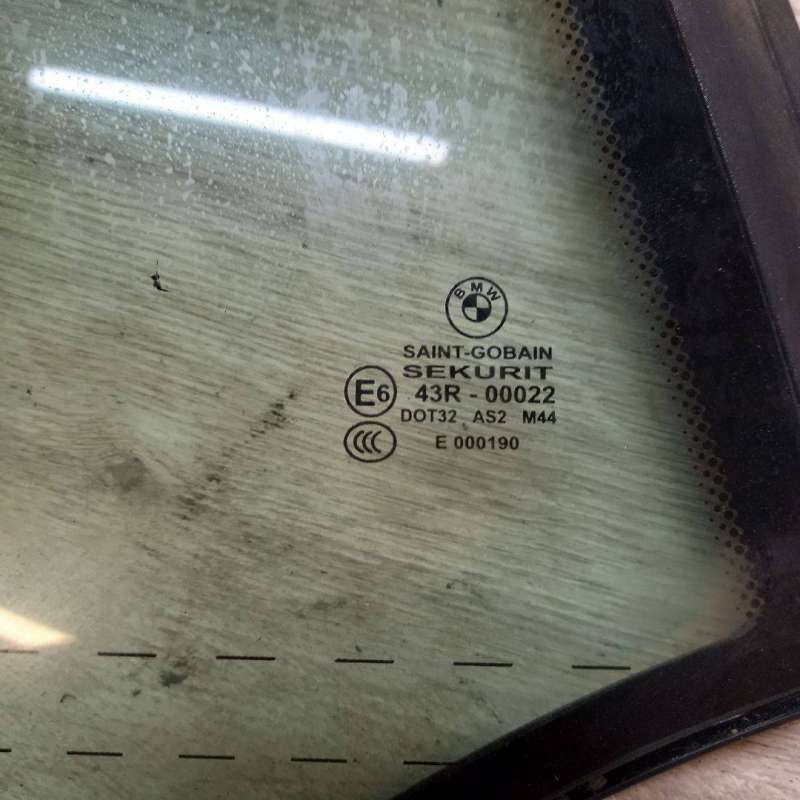 BMW
SAINT-GOBAIN
SEKURIT
E6 43R - 00022
DOT32 AS2 M44
CCC E 000190